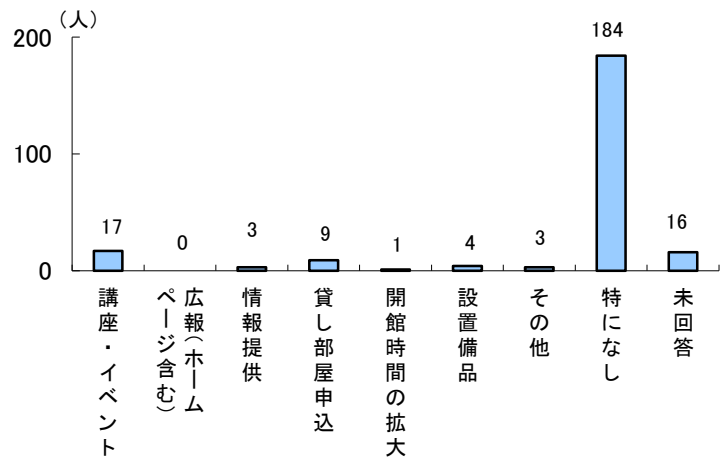 （人）
200
100
0
17
0
3
9
1
4
3
184
16
講座・イベント
広報（ホーム
ページ含む）
情報提供
貸し部屋申込
開館時間の拡大
設置備品
その他
特になし
未回答